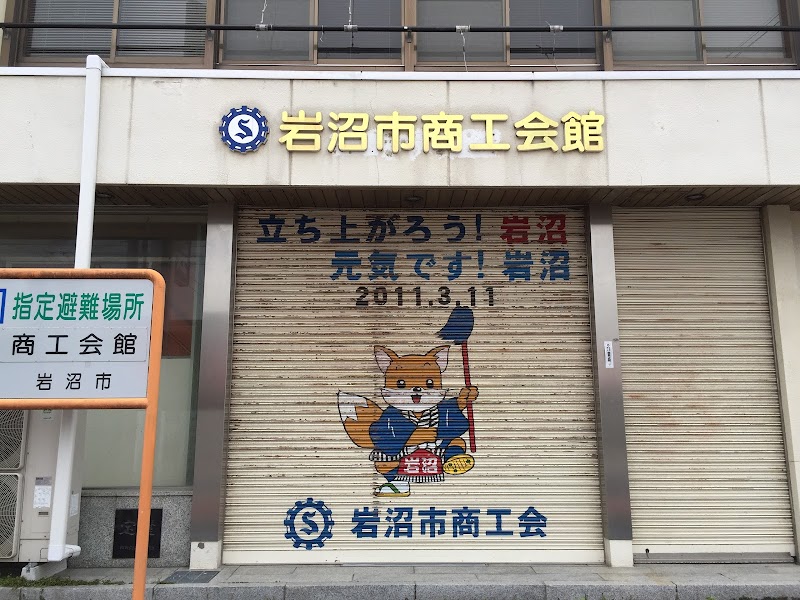 岩沼市商工会館
立ち上がろう!岩沼
元気です!岩沼
2011.3.11
岩沼
岩沼市商工会
指定避難場所
商工会館
岩沼市